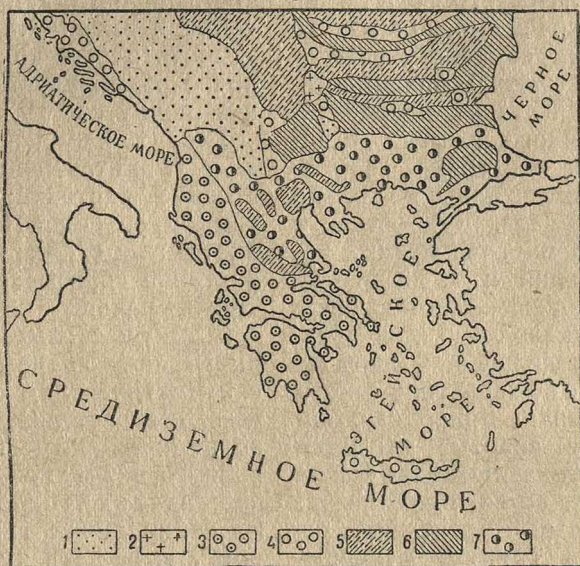 АДРИАТИЧЕСКОЕ МОРЕ
ЧЕРНОЕ
МОРЕ
ЭГЕЙСКОЕ
МОРЕ
СРЕДИЗЕМНОЕ МОРЕ
1 2 3 4 5 6 7